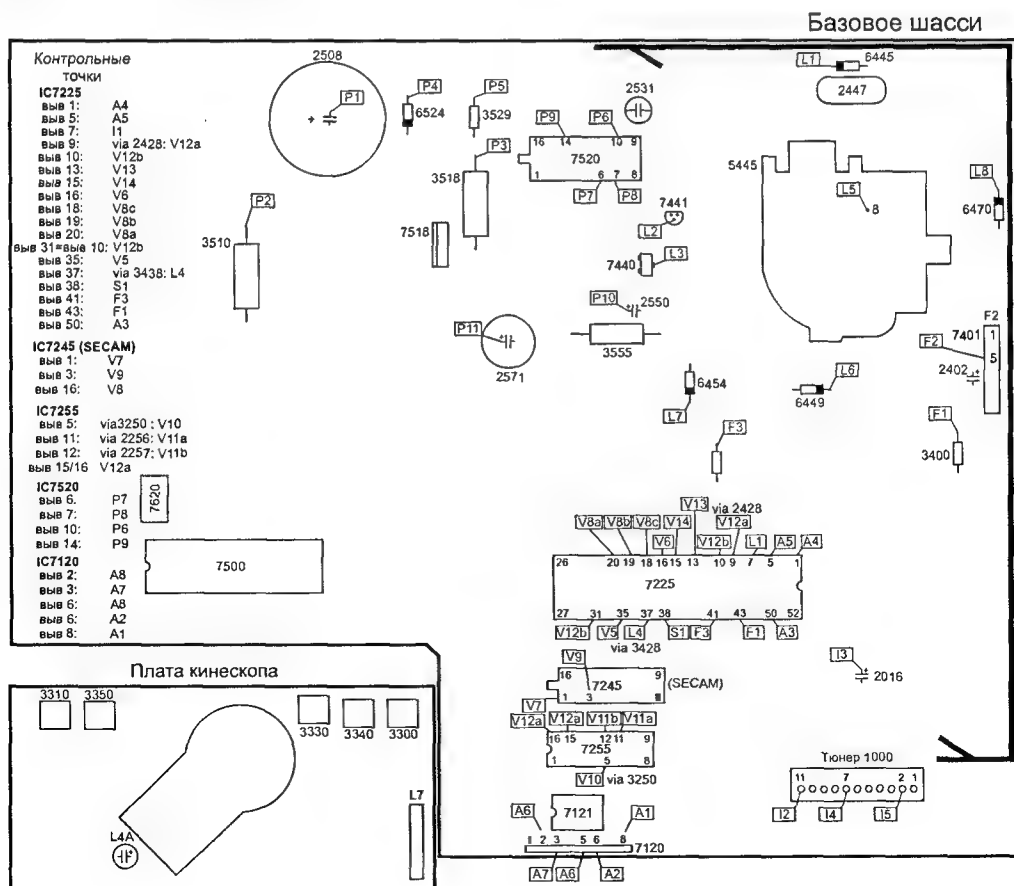 Базовое шасси
Контрольные
точки
IC7225
выв 1: A4
выв 5: A5
выв 7: I1
выв 9: via 2428: V12a
выв 10: V12b
выв 13: V13
выв 15: V14
выв 16: V6
выв 18: V8c
выв 19: V8b
выв 20: V8a
выв 31=выв 10: V12b
выв 35: V5
выв 37: via 3438: L4
выв 38: S1
выв 41: F3
выв 43: F1
выв 50: A3
IC7245 (SECAM)
выв 1: V7
выв 3: V9
выв 16: V8
IC7255
выв 5: via3250 : V10
выв 11: via 2256: V11a
выв 12: via 2257: V11b
выв 15/16 V12a
IC7520
выв 6. P7
выв 7: P8
выв 10: P6
выв 14: P9
IC7120
выв 2: A8
выв 3: A7
выв 6: A8
выв 6: A2
выв 8: A1
7620
7500
2508
P1
P4
6524
P5
3529
P3
3518
7518
P2
3510
2531
P9 P6
16 14 10 9
7520
1 6 7 8
P7 P8
7441
L2
7440
L3
P10
2550
3555
P11
2571
L1
6445
2447
5445
L5
8
L8
6470
F2
7401
1
5
F2
2402
6454
L7
6449
L6
F1
3400
F3
V13 via 2428
V8a V8b V8c V14 V12a
V6 V12b L1 A5 A4
26 20 19 18 16 15 13 10 9 7 5 1
7225
27 31 35 37 38 41 43 50 52
V12b V5 L4 S1 F3 F1 A3
via 3428
V9
16 9
7245 (SECAM)
1 3 8
V7
V12a V12a V11b V11a
16 15 12 11 9
7255
1 5 8
V10 via 3250
7121
A6 A1
1 2 3 5 6 8
7120
A7 A6 A2
I3
2016
Тюнер 1000
11 7 2 1
I2 I4 I5
Плата кинескопа
3310 3350
3330 3340 3300
L7
L4A